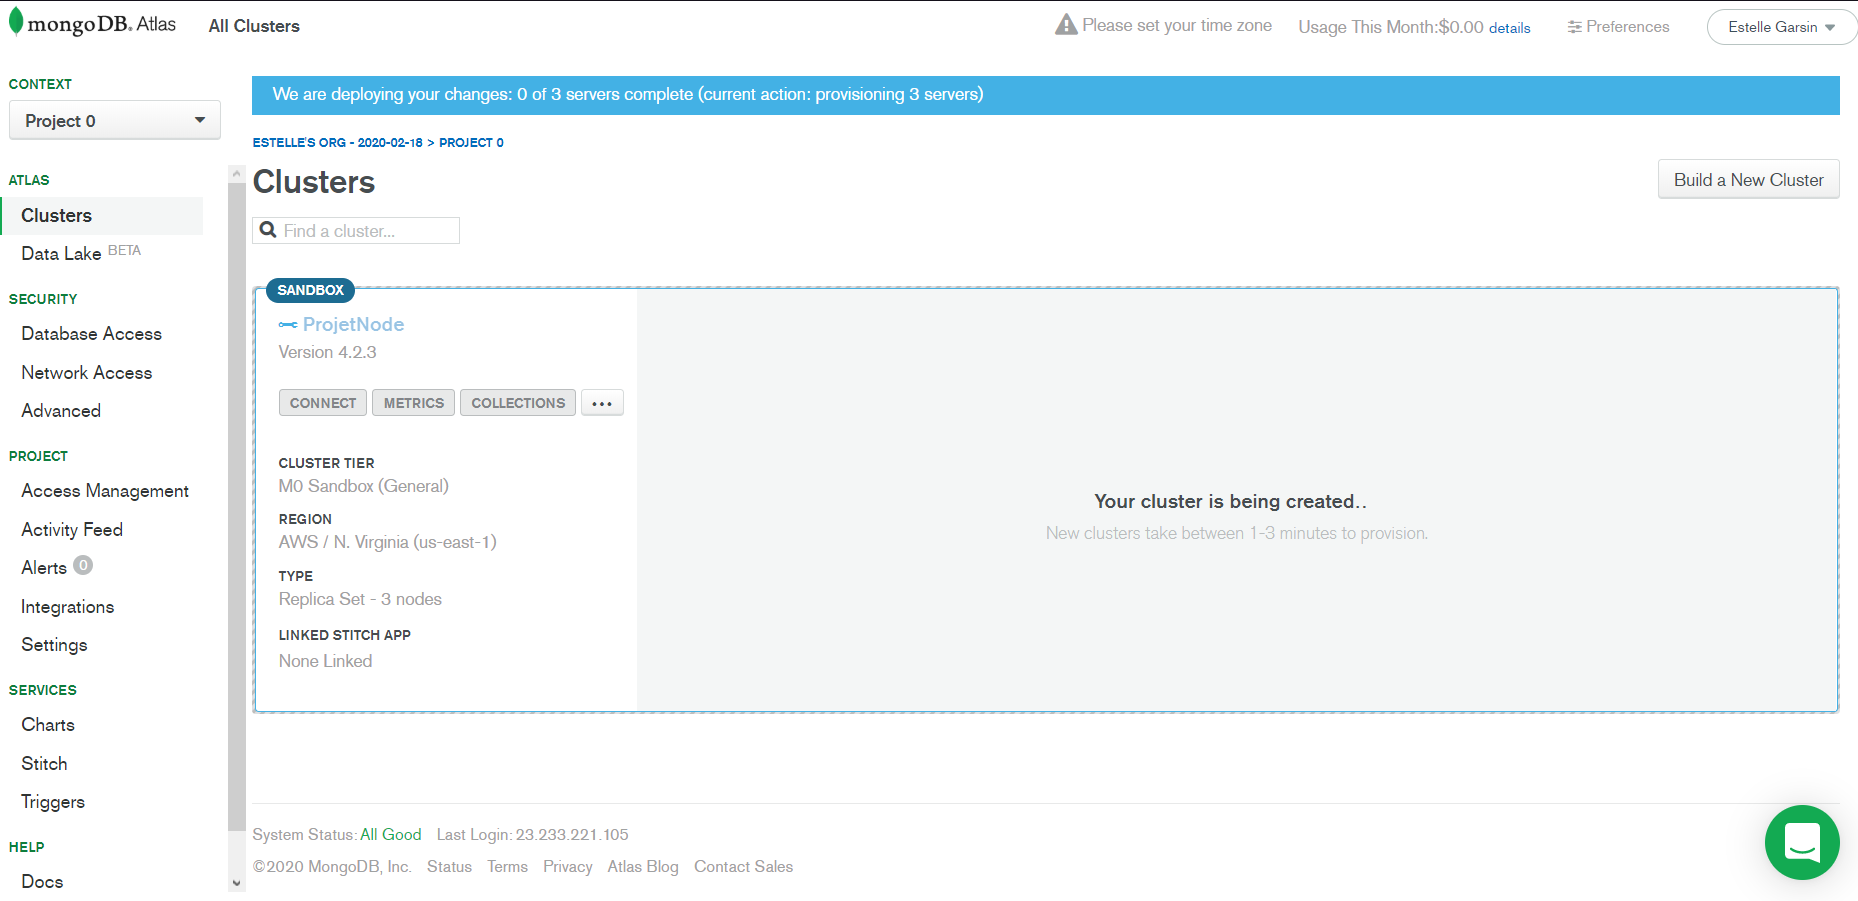 mongoDB. Atlas
All Clusters
Please set your time zone
Usage This Month:$0.00 details
Preferences
Estelle Garsin
CONTEXT
Project 0
ATLAS
Clusters
Data Lake BETA
SECURITY
Database Access
Network Access
Advanced
PROJECT
Access Management
Activity Feed
Alerts 0
Integrations
Settings
SERVICES
Charts
Stitch
Triggers
HELP
Docs
We are deploying your changes: 0 of 3 servers complete (current action: provisioning 3 servers)
ESTELLE'S ORG - 2020-02-18 > PROJECT 0
Clusters
Build a New Cluster
Find a cluster...
SANDBOX
ProjetNode
Version 4.2.3
CONNECT METRICS COLLECTIONS ...
CLUSTER TIER
M0 Sandbox (General)
REGION
AWS / N. Virginia (us-east-1)
TYPE
Replica Set - 3 nodes
LINKED STITCH APP
None Linked
Your cluster is being created..
New clusters take between 1-3 minutes to provision.
System Status: All Good Last Login: 23.233.221.105
©2020 MongoDB, Inc. Status Terms Privacy Atlas Blog Contact Sales